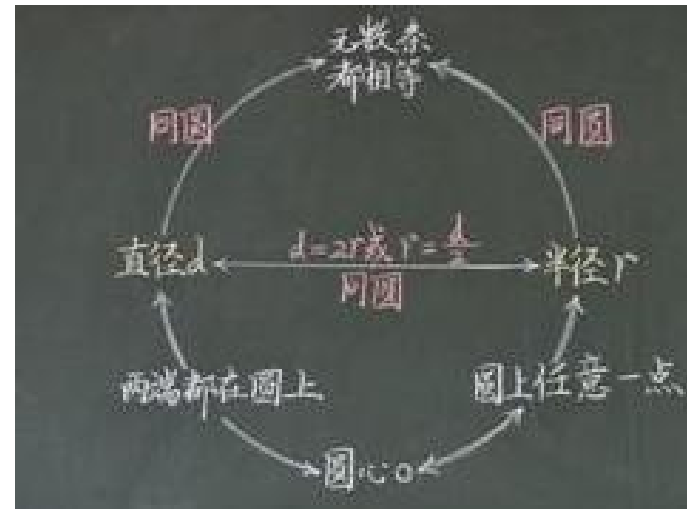 无数条
都相等
同圆
同圆
直径d
d=2r或r=d/2
半径r
同圆
两端都在圆上
圆上任意一点
圆心o